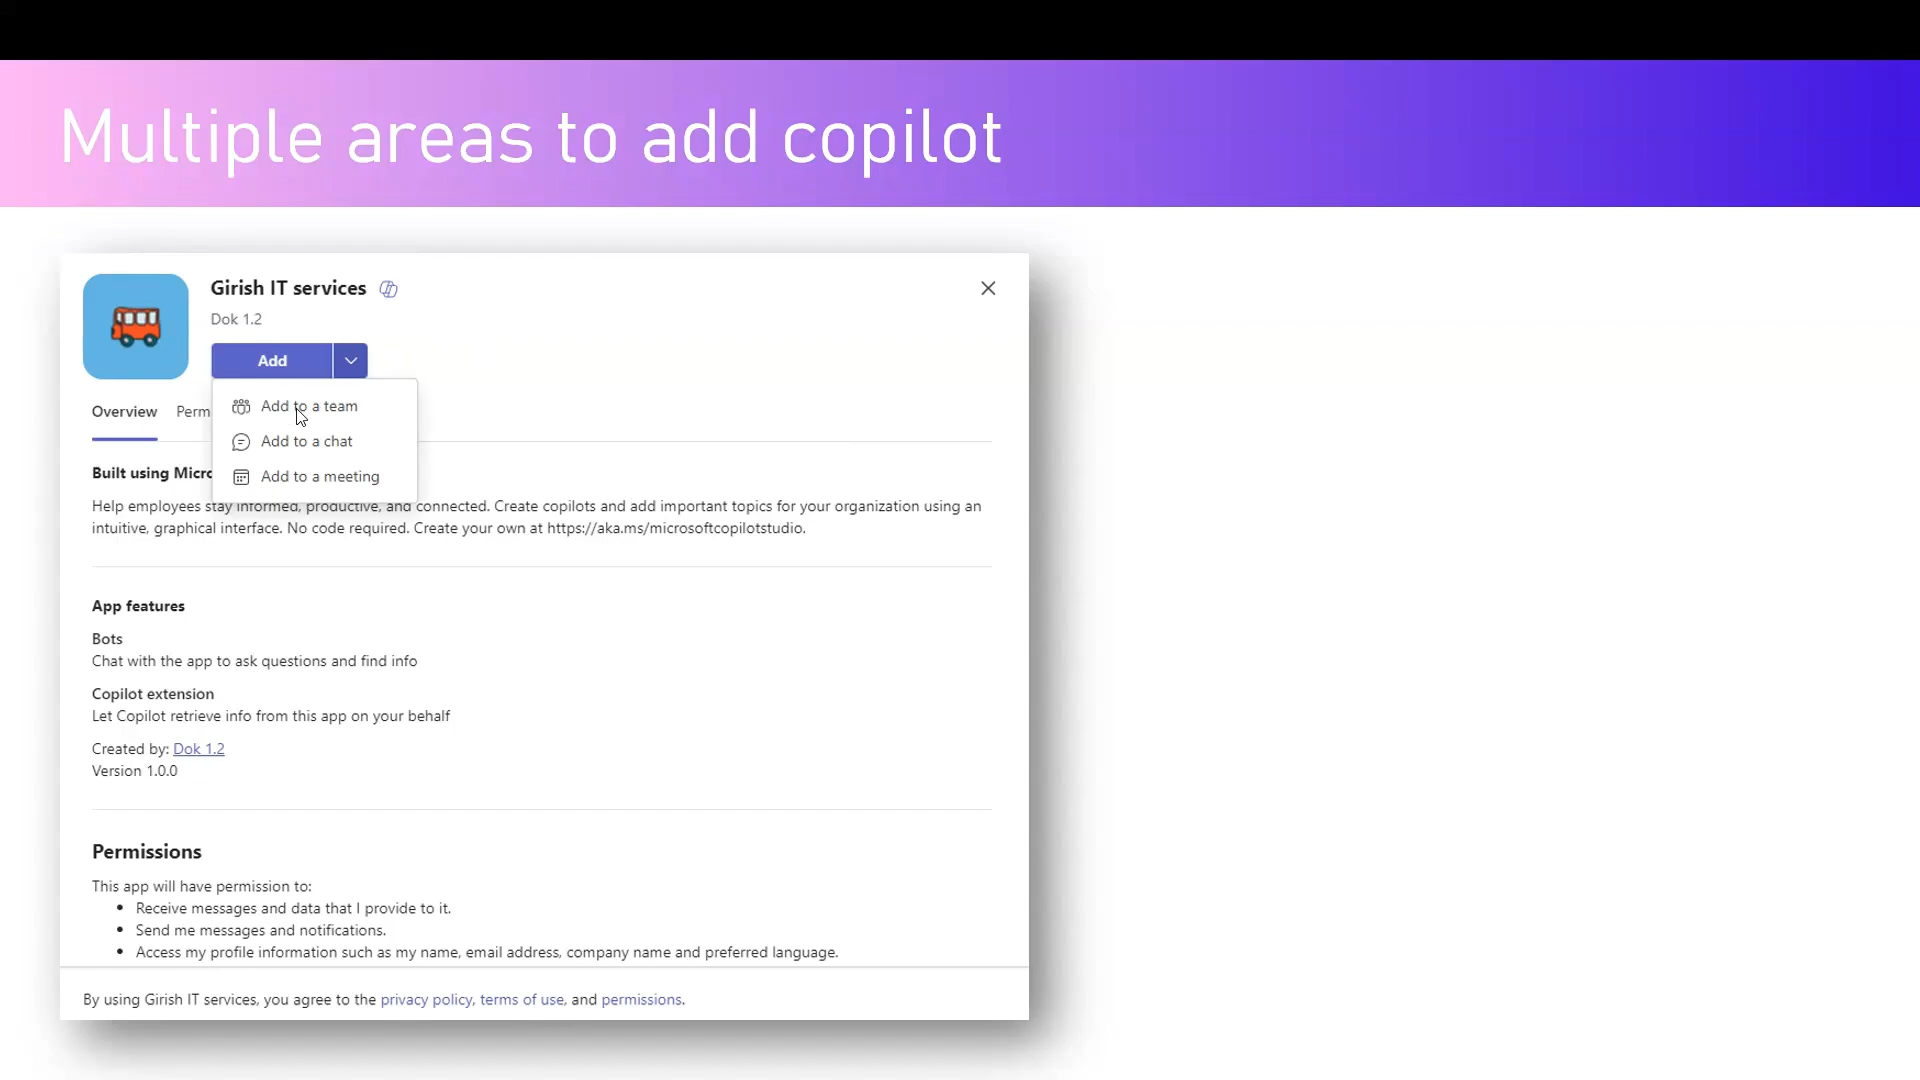 Multiple areas to add copilot
Girish IT services
Dok 1.2
Add
Add to a team
Add to a chat
Add to a meeting
Overview Perm
Built using Micro
Help employees stay informed, productive, and connected. Create copilots and add important topics for your organization using an
intuitive, graphical interface. No code required. Create your own at https://aka.ms/microsoftcopilotstudio.
App features
Bots
Chat with the app to ask questions and find info
Copilot extension
Let Copilot retrieve info from this app on your behalf
Created by: Dok 1.2
Version 1.0.0
Permissions
This app will have permission to:
• Receive messages and data that I provide to it.
• Send me messages and notifications.
• Access my profile information such as my name, email address, company name and preferred language.
By using Girish IT services, you agree to the privacy policy, terms of use, and permissions.